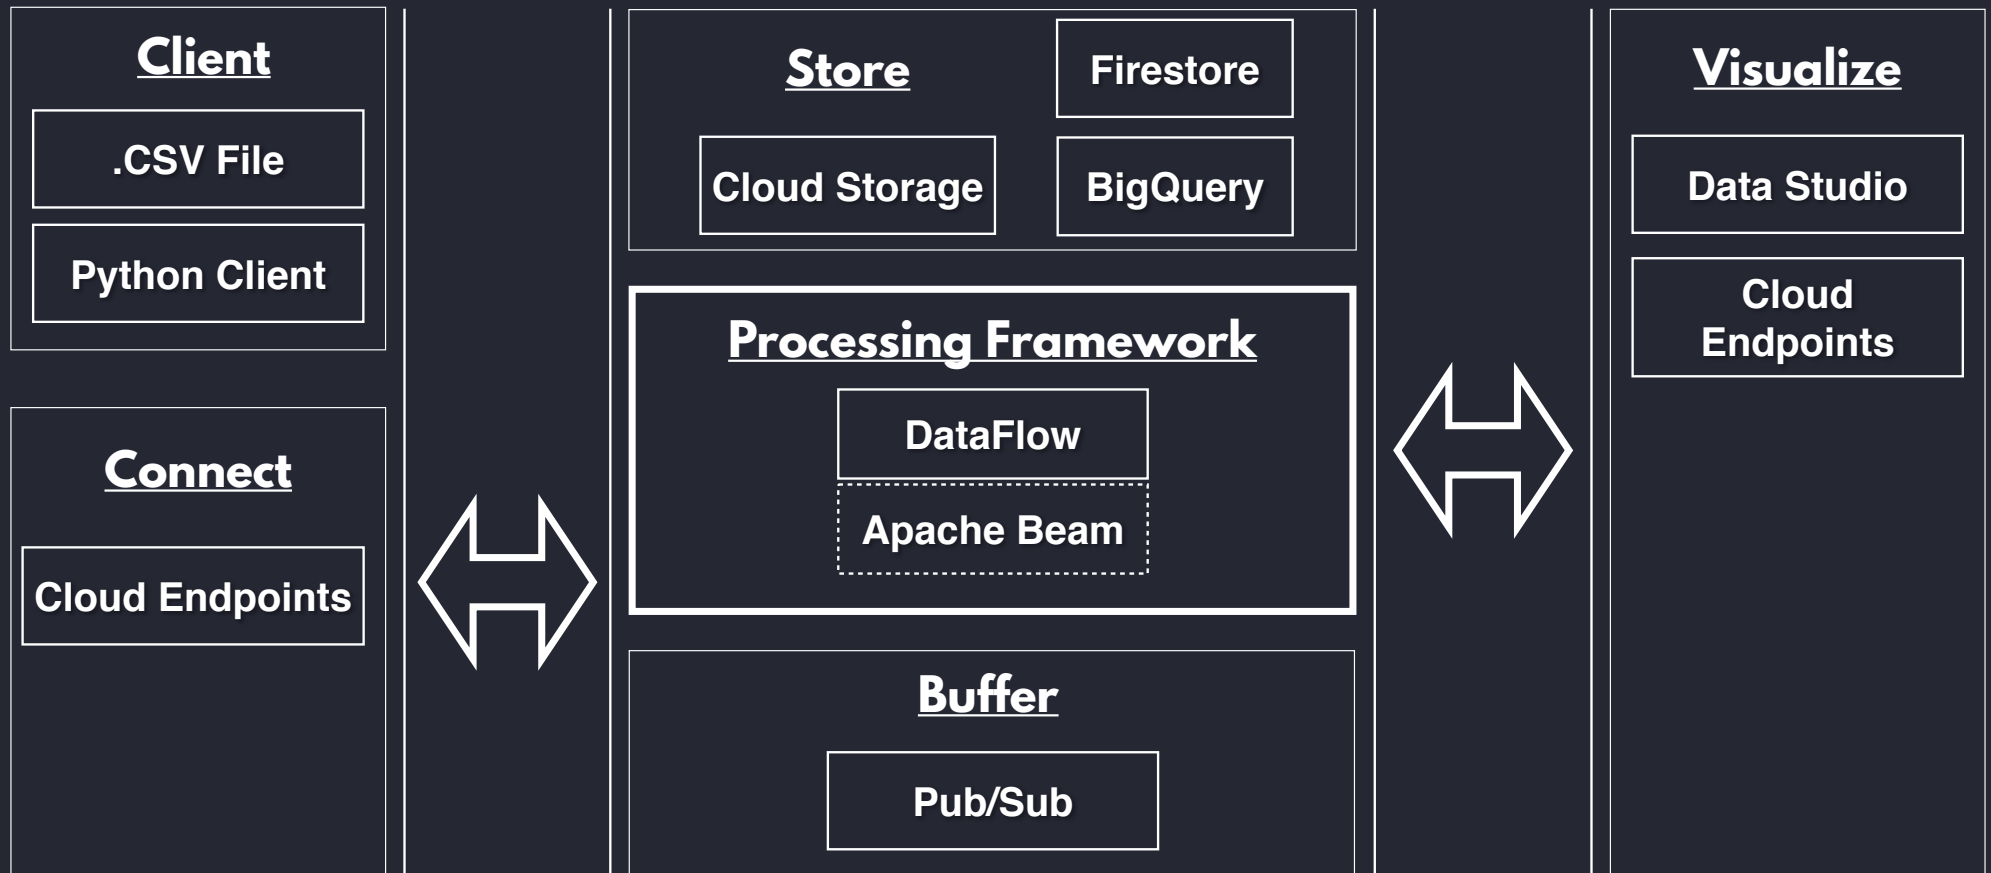 Client
.CSV File
Python Client
Connect
Cloud Endpoints
Store
Firestore
Cloud Storage
BigQuery
Processing Framework
DataFlow
Apache Beam
Buffer
Pub/Sub
Visualize
Data Studio
Cloud
Endpoints